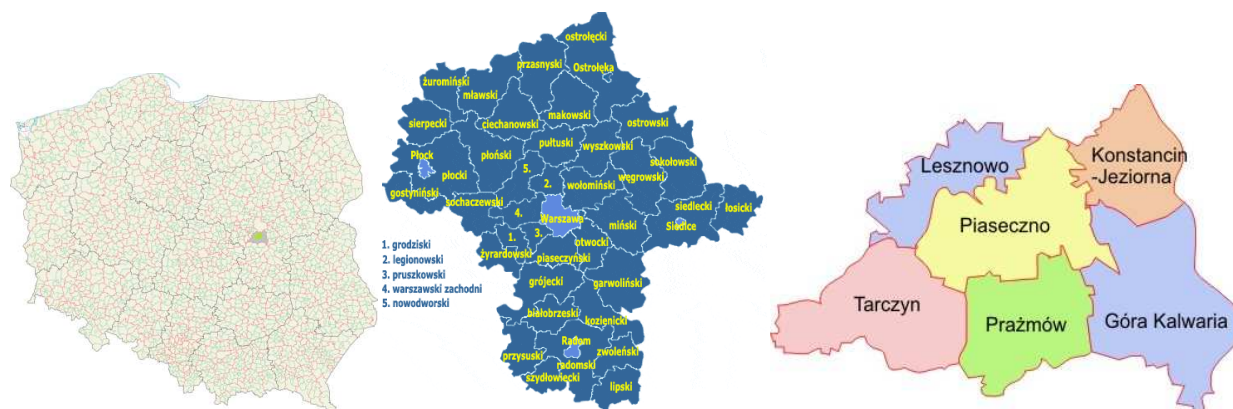 ostrołęcki
przasnyski
Ostrołęka
żuromiński
mławski
makowski
sierpecki
ciechanowski
ostrowski
pułtuski
wyszkowski
Płock
płoński
sokołowski
płocki
5.
węgrowski
gostyniński
2.
wołomiński
sochaczewski
siedlecki
łosicki
4.
Warszawa
miński
Siedlce
1.
3.
otwocki
żyrardowski
piaseczyński
1. grodziski
2. legionowski
3. pruszkowski
4. warszawski zachodni
5. nowodworski
grójecki
garwoliński
białobrzeski
kozienicki
Radom
przysuski
zwoleński
radomski
szydłowiecki
lipski
Lesznowo
Konstancin
-Jeziorna
Piaseczno
Tarczyn
Prażmów
Góra Kalwaria